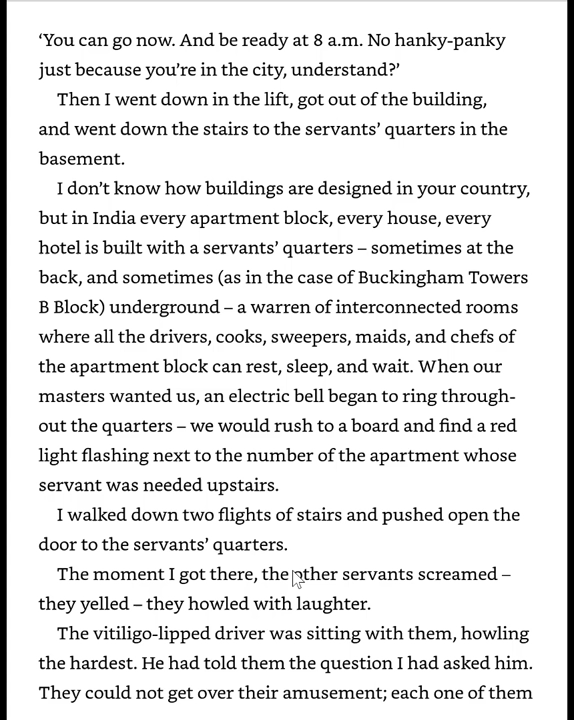 ‘You can go now. And be ready at 8 a.m. No hanky-panky
just because you’re in the city, understand?’
Then I went down in the lift, got out of the building,
and went down the stairs to the servants’ quarters in the
basement.
I don’t know how buildings are designed in your country,
but in India every apartment block, every house, every
hotel is built with a servants’ quarters – sometimes at the
back, and sometimes (as in the case of Buckingham Towers
B Block) underground – a warren of interconnected rooms
where all the drivers, cooks, sweepers, maids, and chefs of
the apartment block can rest, sleep, and wait. When our
masters wanted us, an electric bell began to ring through-
out the quarters – we would rush to a board and find a red
light flashing next to the number of the apartment whose
servant was needed upstairs.
I walked down two flights of stairs and pushed open the
door to the servants’ quarters.
The moment I got there, the other servants screamed –
they yelled – they howled with laughter.
The vitiligo-lipped driver was sitting with them, howling
the hardest. He had told them the question I had asked him.
They could not get over their amusement; each one of them